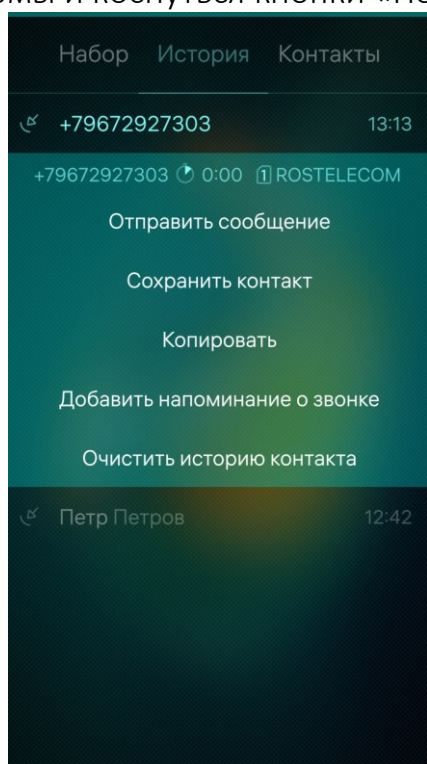 Набор История Контакты
+79672927303 13:13
+79672927303 0:00 1 ROSTELECOM
Отправить сообщение
Сохранить контакт
Копировать
Добавить напоминание о звонке
Очистить историю контакта
Петр Петров 12:42